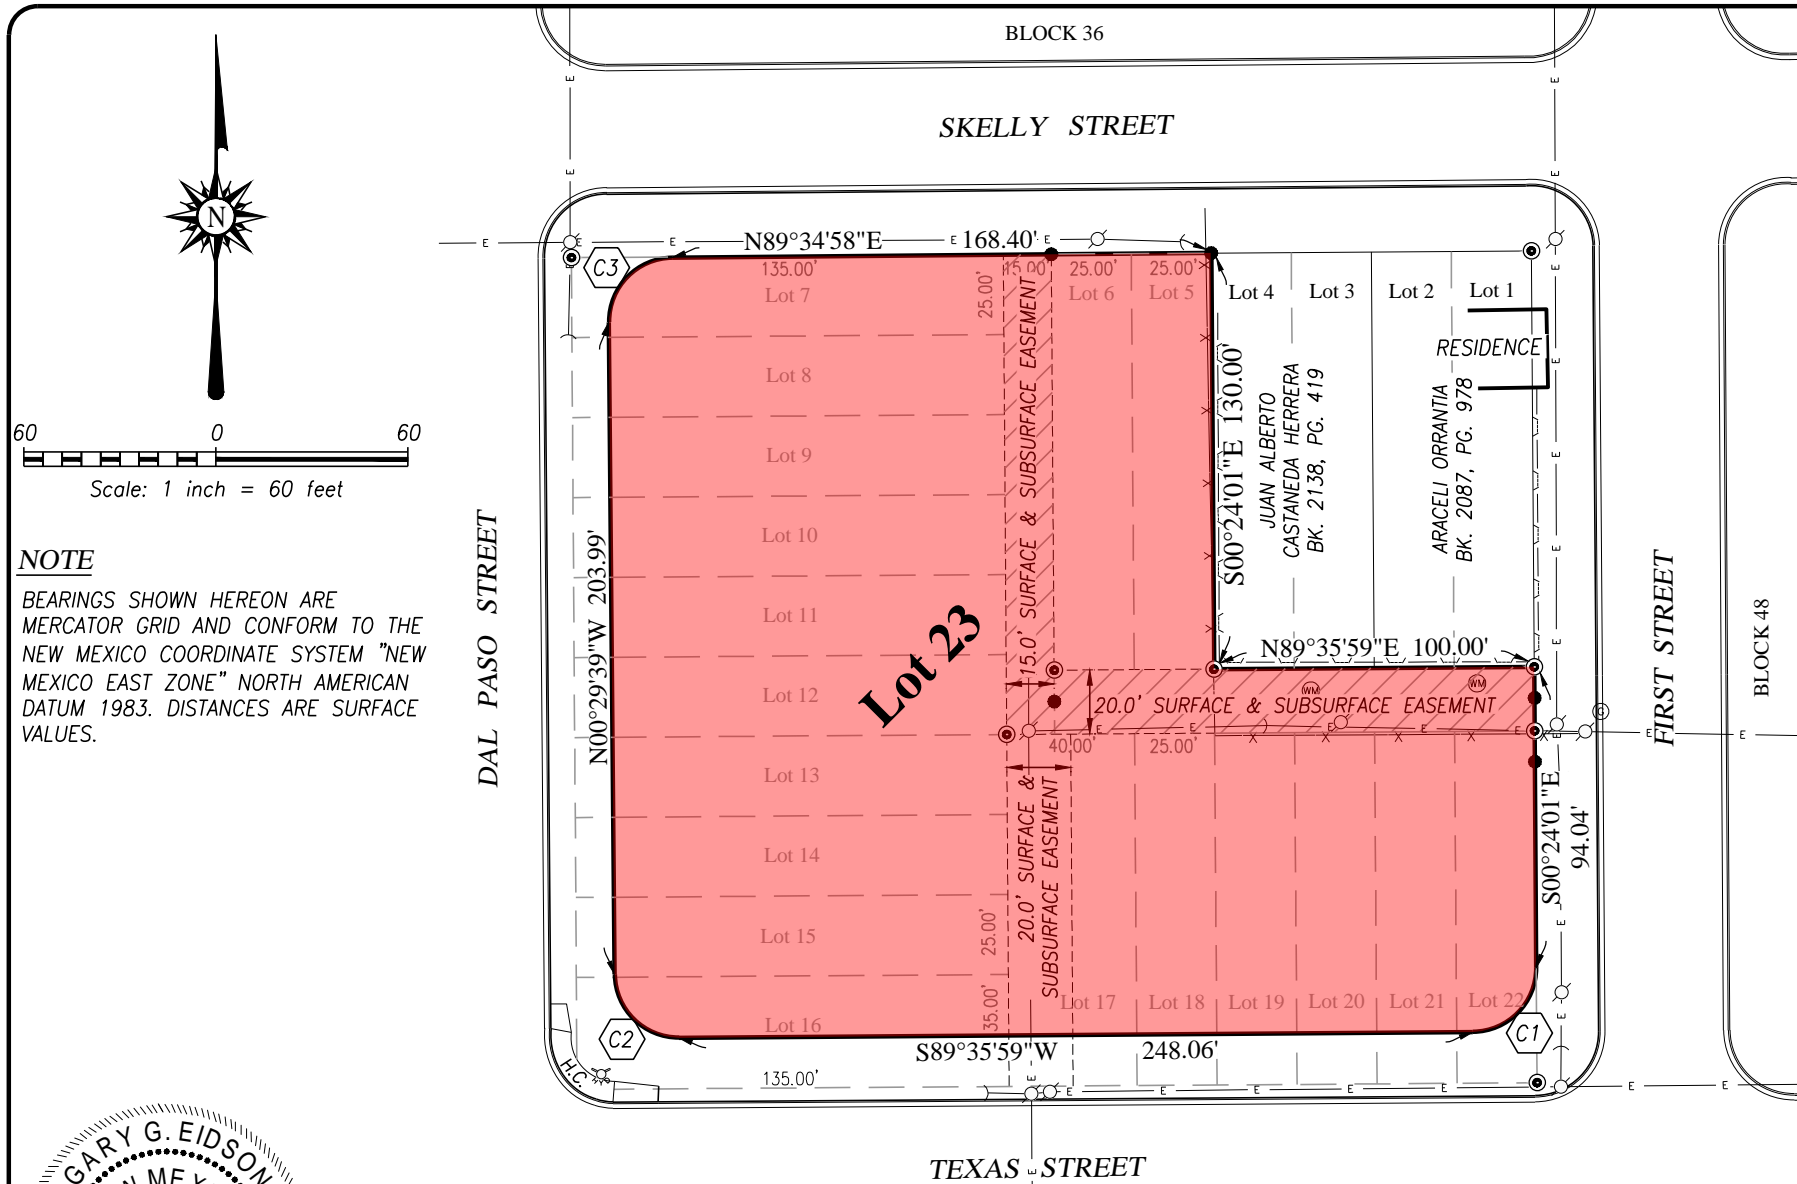 BLOCK 36
SKELLY STREET
N
N89°34'58"E
168.40'
C3
135.00'
15.00'
25.00'
25.00'
Lot 7
25.00'
Lot 6
Lot 5
Lot 4
Lot 3
Lot 2
Lot 1
RESIDENCE
Lot 8
Lot 9
Lot 10
Lot 11
Lot 12
Lot 13
Lot 14
Lot 15
Lot 16
15.0' SURFACE & SUBSURFACE EASEMENT
S00°24'01"E 130.00'
JUAN ALBERTO
CASTANEDA HERRERA
BK. 2138, PG. 419
ARACELI ORRANTIA
BK. 2087, PG. 978
60 0 60
Scale: 1 inch = 60 feet
NOTE
BEARINGS SHOWN HEREON ARE
MERCATOR GRID AND CONFORM TO THE
NEW MEXICO COORDINATE SYSTEM "NEW
MEXICO EAST ZONE" NORTH AMERICAN
DATUM 1983. DISTANCES ARE SURFACE
VALUES.
DAL PASO STREET
N00°29'39"W 203.99'
Lot 23
N89°35'59"E 100.00'
WM
WM
20.0' SURFACE & SUBSURFACE EASEMENT
40.00'
25.00'
G
FIRST STREET
BLOCK 48
20.0' SURFACE &
SUBSURFACE EASEMENT
S00°24'01"E
94.04'
25.00'
35.00'
Lot 17
Lot 18
Lot 19
Lot 20
Lot 21
Lot 22
C2
C1
S89°35'59"W
248.06'
H.C.
135.00'
TEXAS STREET
GARY G. EIDSON